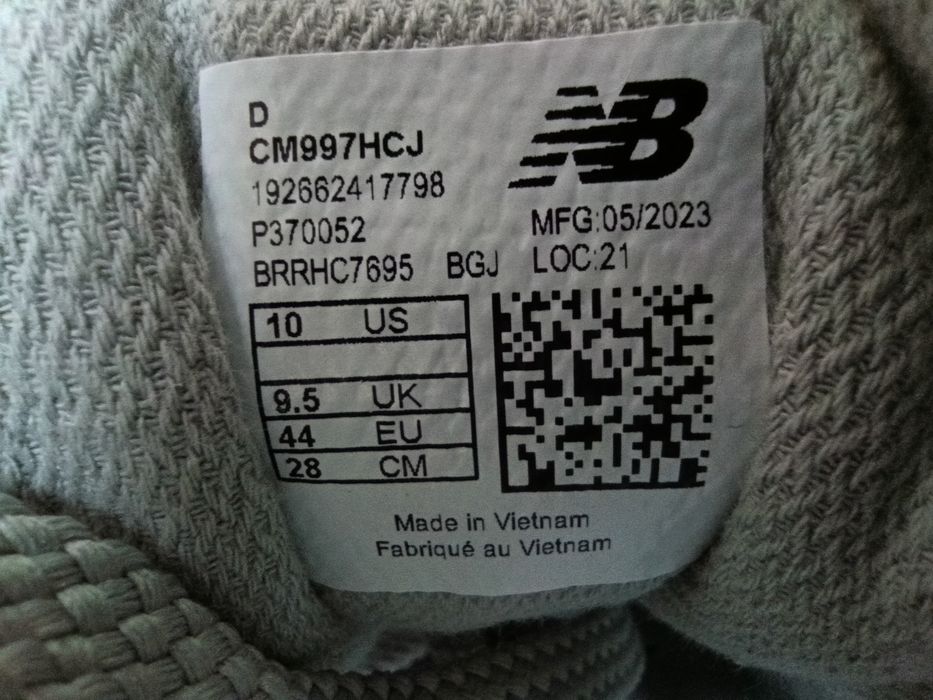 D
NB
CM997HCJ
192662417798
P370052 MFG:05/2023
BRRHC7695 BGJ LOC:21
10 US
9.5 UK
44 EU
28 CM
Made in Vietnam
Fabriqué au Vietnam